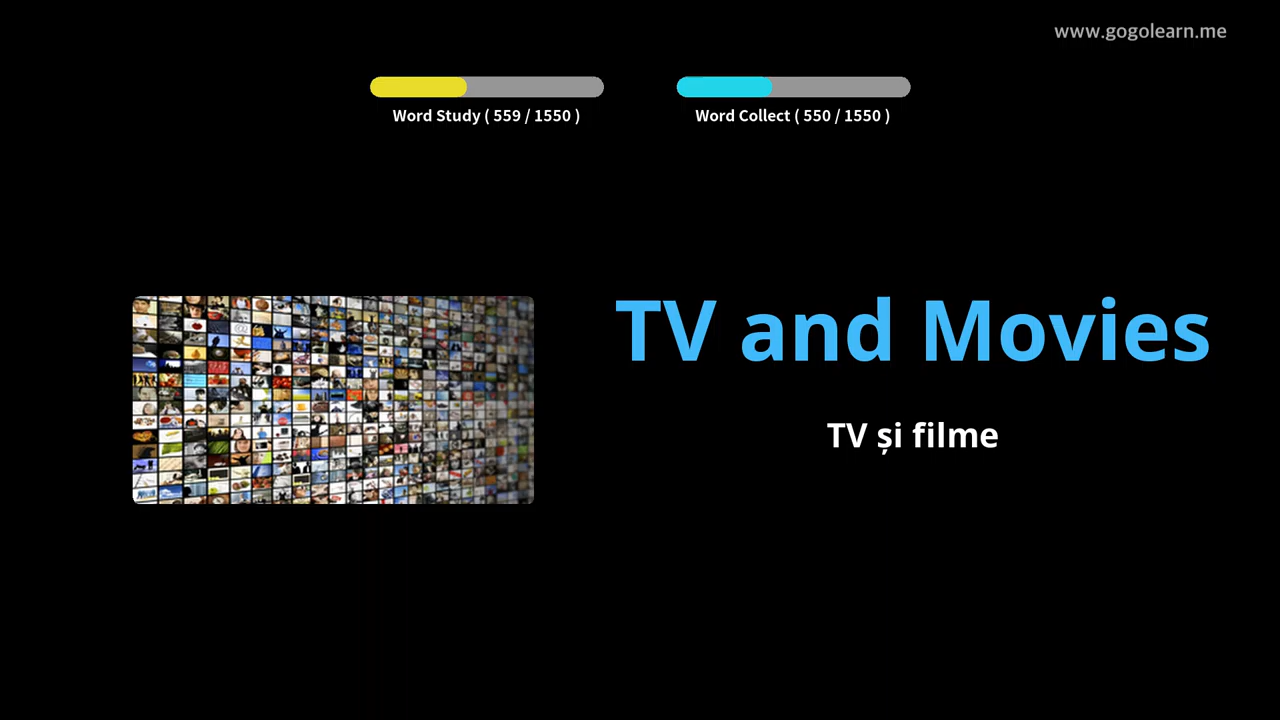 www.gogolearn.me
Word Study ( 559 / 1550 )
Word Collect ( 550 / 1550 )
TV and Movies
TV și filme